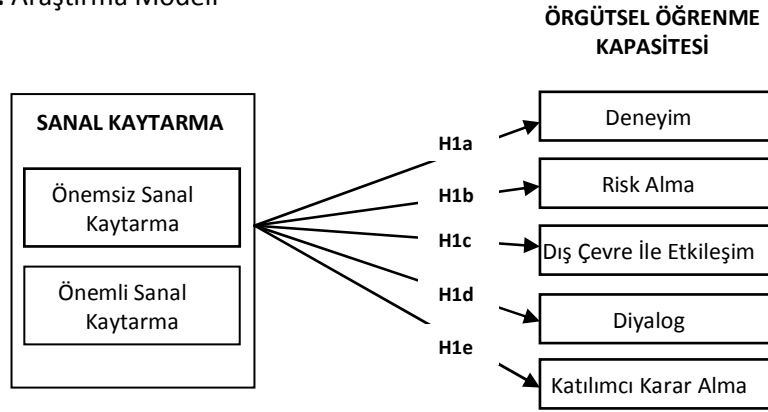 . Araştırma Modeli
ÖRGÜTSEL ÖĞRENME
KAPASİTESİ
SANAL KAYTARMA
Önemsiz Sanal
Kaytarma
Önemli Sanal
Kaytarma
H1a
H1b
H1c
H1d
H1e
Deneyim
Risk Alma
Dış Çevre İle Etkileşim
Diyalog
Katılımcı Karar Alma